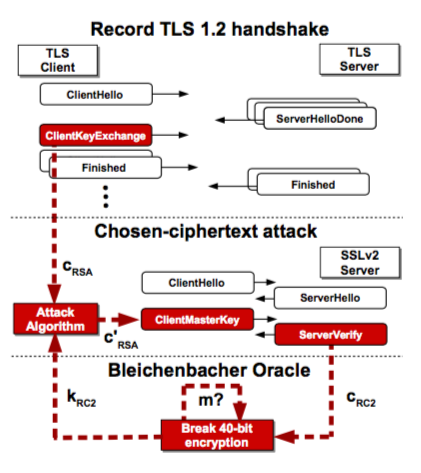 Record TLS 1.2 handshake
TLS
Client
TLS
Server
ClientHello
ServerHelloDone
ClientKeyExchange
Finished
Finished
Chosen-ciphertext attack
SSLv2
Server
cRSA
ClientHello
ServerHello
Attack
Algorithm
ClientMasterKey
c'RSA
ServerVerify
Bleichenbacher Oracle
kRC2
m?
cRC2
Break 40-bit
encryption